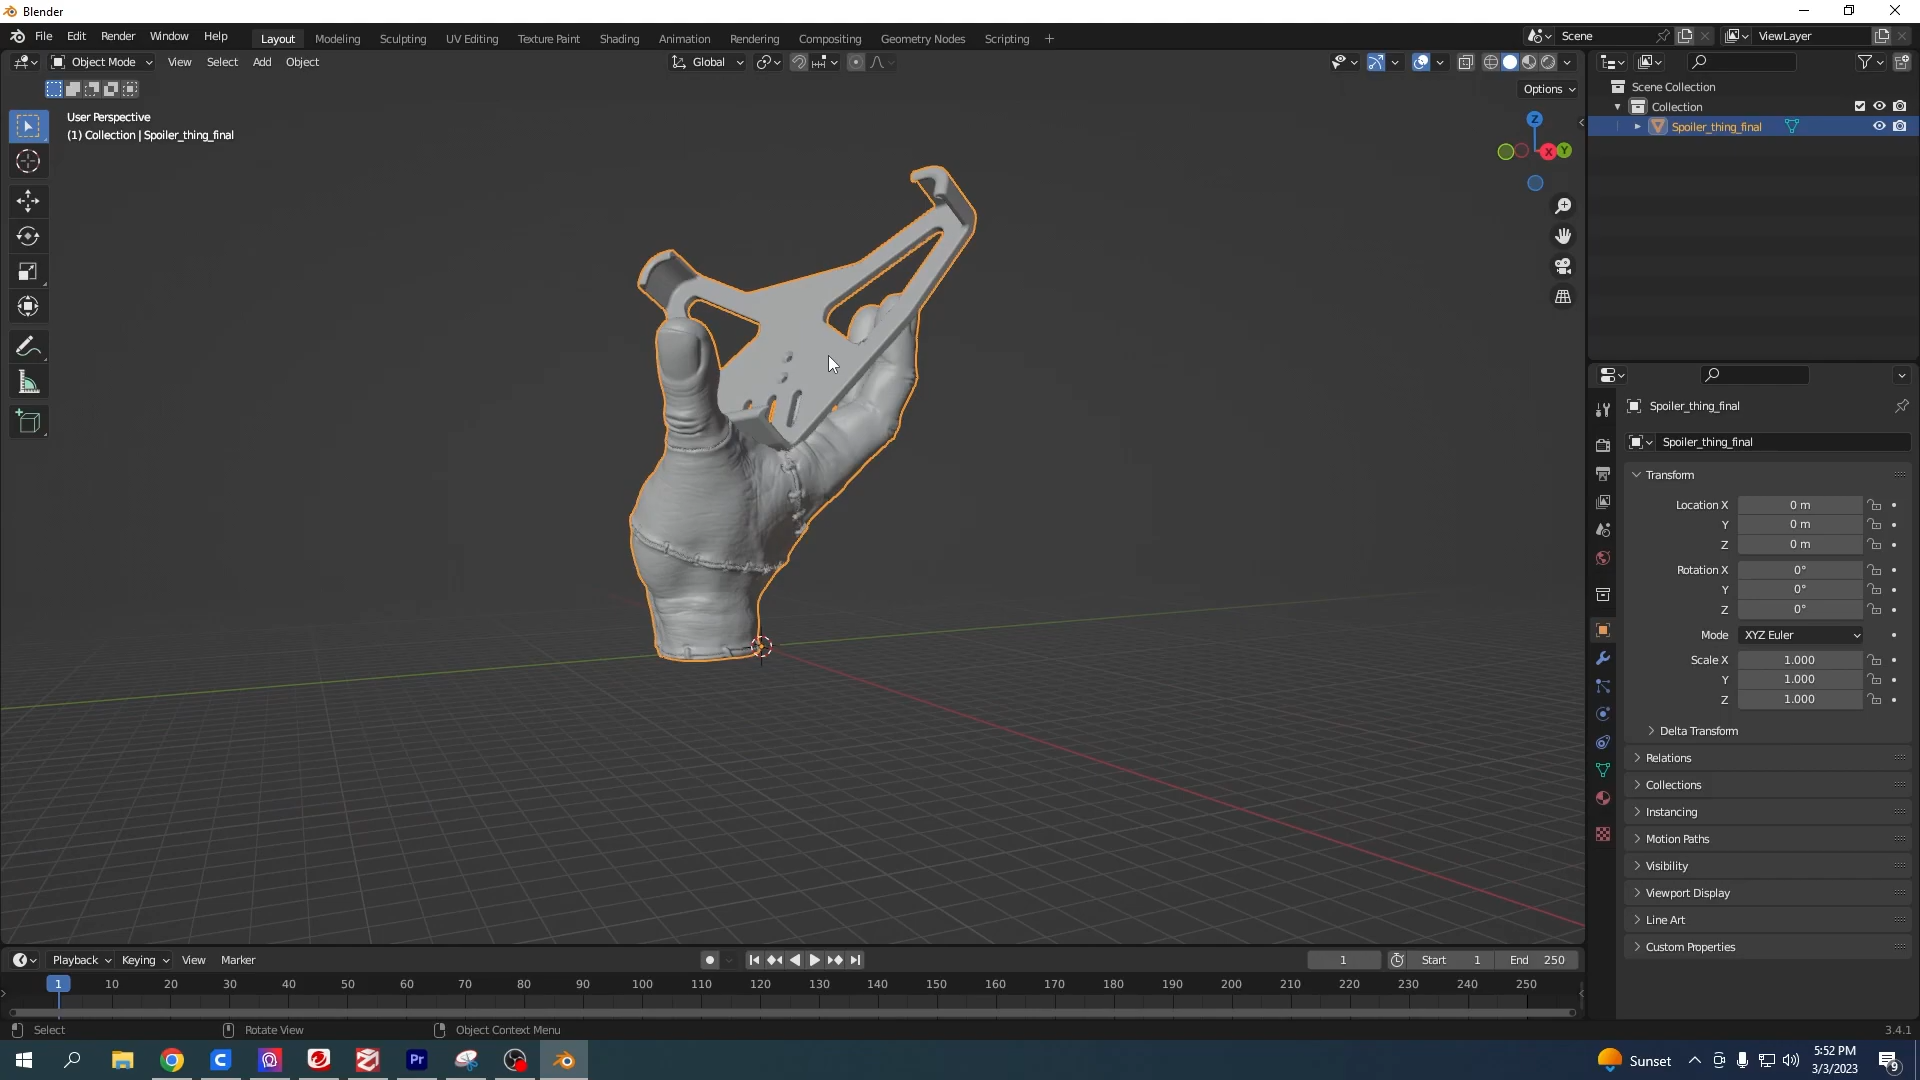 Blender
File Edit Render Window Help Layout Modeling Sculpting UV Editing Texture Paint Shading Animation Rendering Compositing Geometry Nodes Scripting + Scene ViewLayer
Object Mode View Select Add Object Global
Options
User Perspective
(1) Collection | Spoiler_thing_final
Z
X Y
Scene Collection
Collection
Spoiler_thing_final
Spoiler_thing_final
Spoiler_thing_final
Transform
Location X 0 m
Y 0 m
Z 0 m
Rotation X 0°
Y 0°
Z 0°
Mode XYZ Euler
Scale X 1.000
Y 1.000
Z 1.000
Delta Transform
Relations
Collections
Instancing
Motion Paths
Visibility
Viewport Display
Line Art
Custom Properties
Playback Keying View Marker 1 Start 1 End 250
1 10 20 30 40 50 60 70 80 90 100 110 120 130 140 150 160 170 180 190 200 210 220 230 240 250
Select Rotate View Object Context Menu 3.4.1
C Pr Sunset 5:52 PM
3/3/2023
9